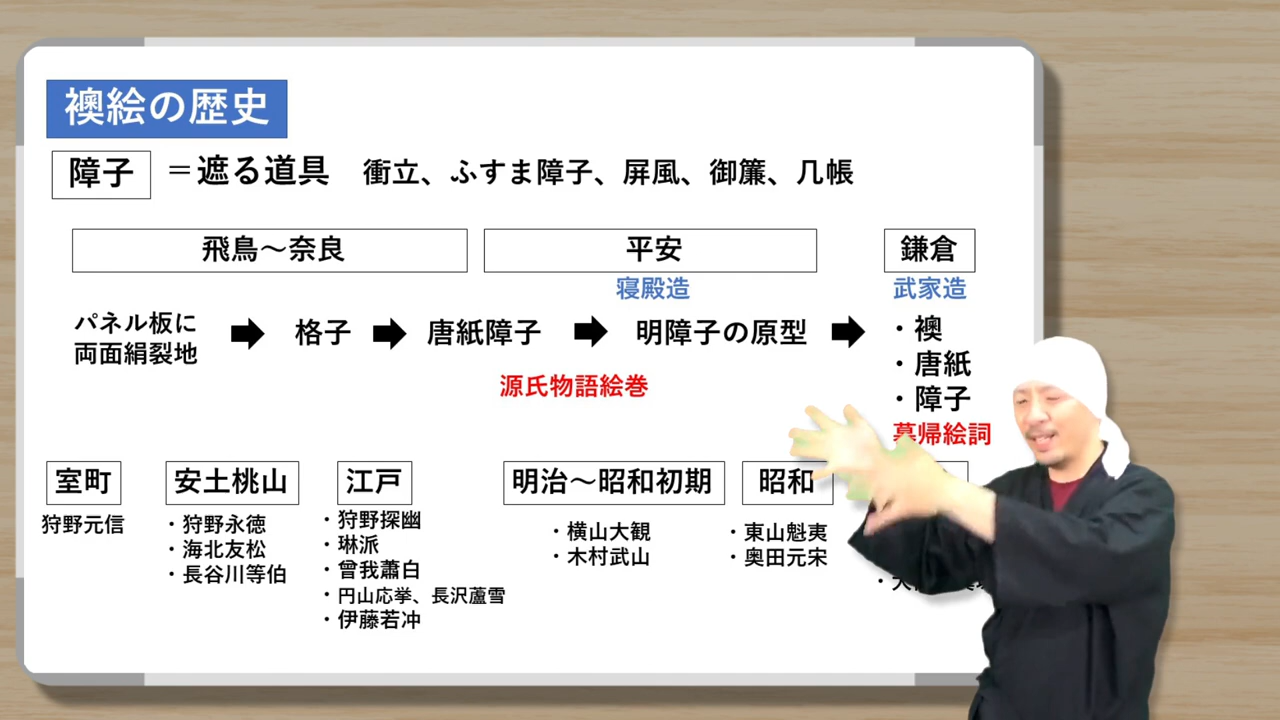 襖絵の歴史
障子 =遮る道具 衝立、ふすま障子、屏風、御簾、几帳
飛鳥～奈良 平安 鎌倉
寝殿造 武家造
パネル板に
両面絹裂地
格子 唐紙障子 明障子の原型
・襖
・唐紙
・障子
源氏物語絵巻
慕帰絵詞
室町 安土桃山 江戸 明治～昭和初期 昭和
狩野元信
・狩野永徳
・海北友松
・長谷川等伯
・狩野探幽
・琳派
・曾我蕭白
・円山応挙、長沢蘆雪
・伊藤若冲
・横山大観
・木村武山
・東山魁夷
・奥田元宋